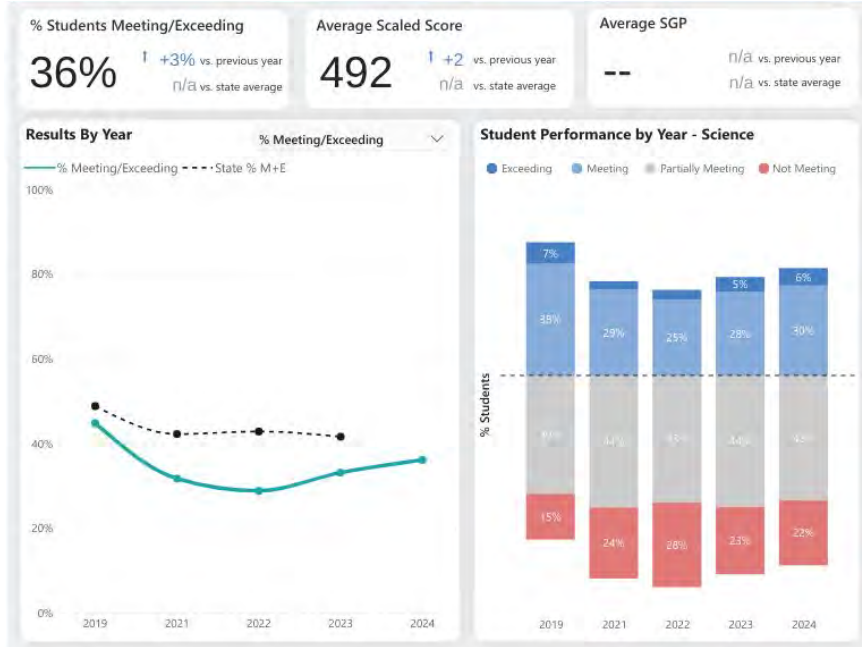 % Students Meeting/Exceeding
36%
↑ +3% vs. previous year
n/a vs. state average
Average Scaled Score
492
↑ +2 vs. previous year
n/a vs. state average
Average SGP
--
n/a vs. previous year
n/a vs. state average
Results By Year
% Meeting/Exceeding
% Meeting/Exceeding
State % M+E
100%
80%
60%
40%
20%
0%
2019 2021 2022 2023 2024
Student Performance by Year - Science
Exceeding Meeting Partially Meeting Not Meeting
% Students
7% 5% 6%
38% 29% 25% 28% 30%
44% 44%
15% 24% 28% 23% 22%
2019 2021 2022 2023 2024